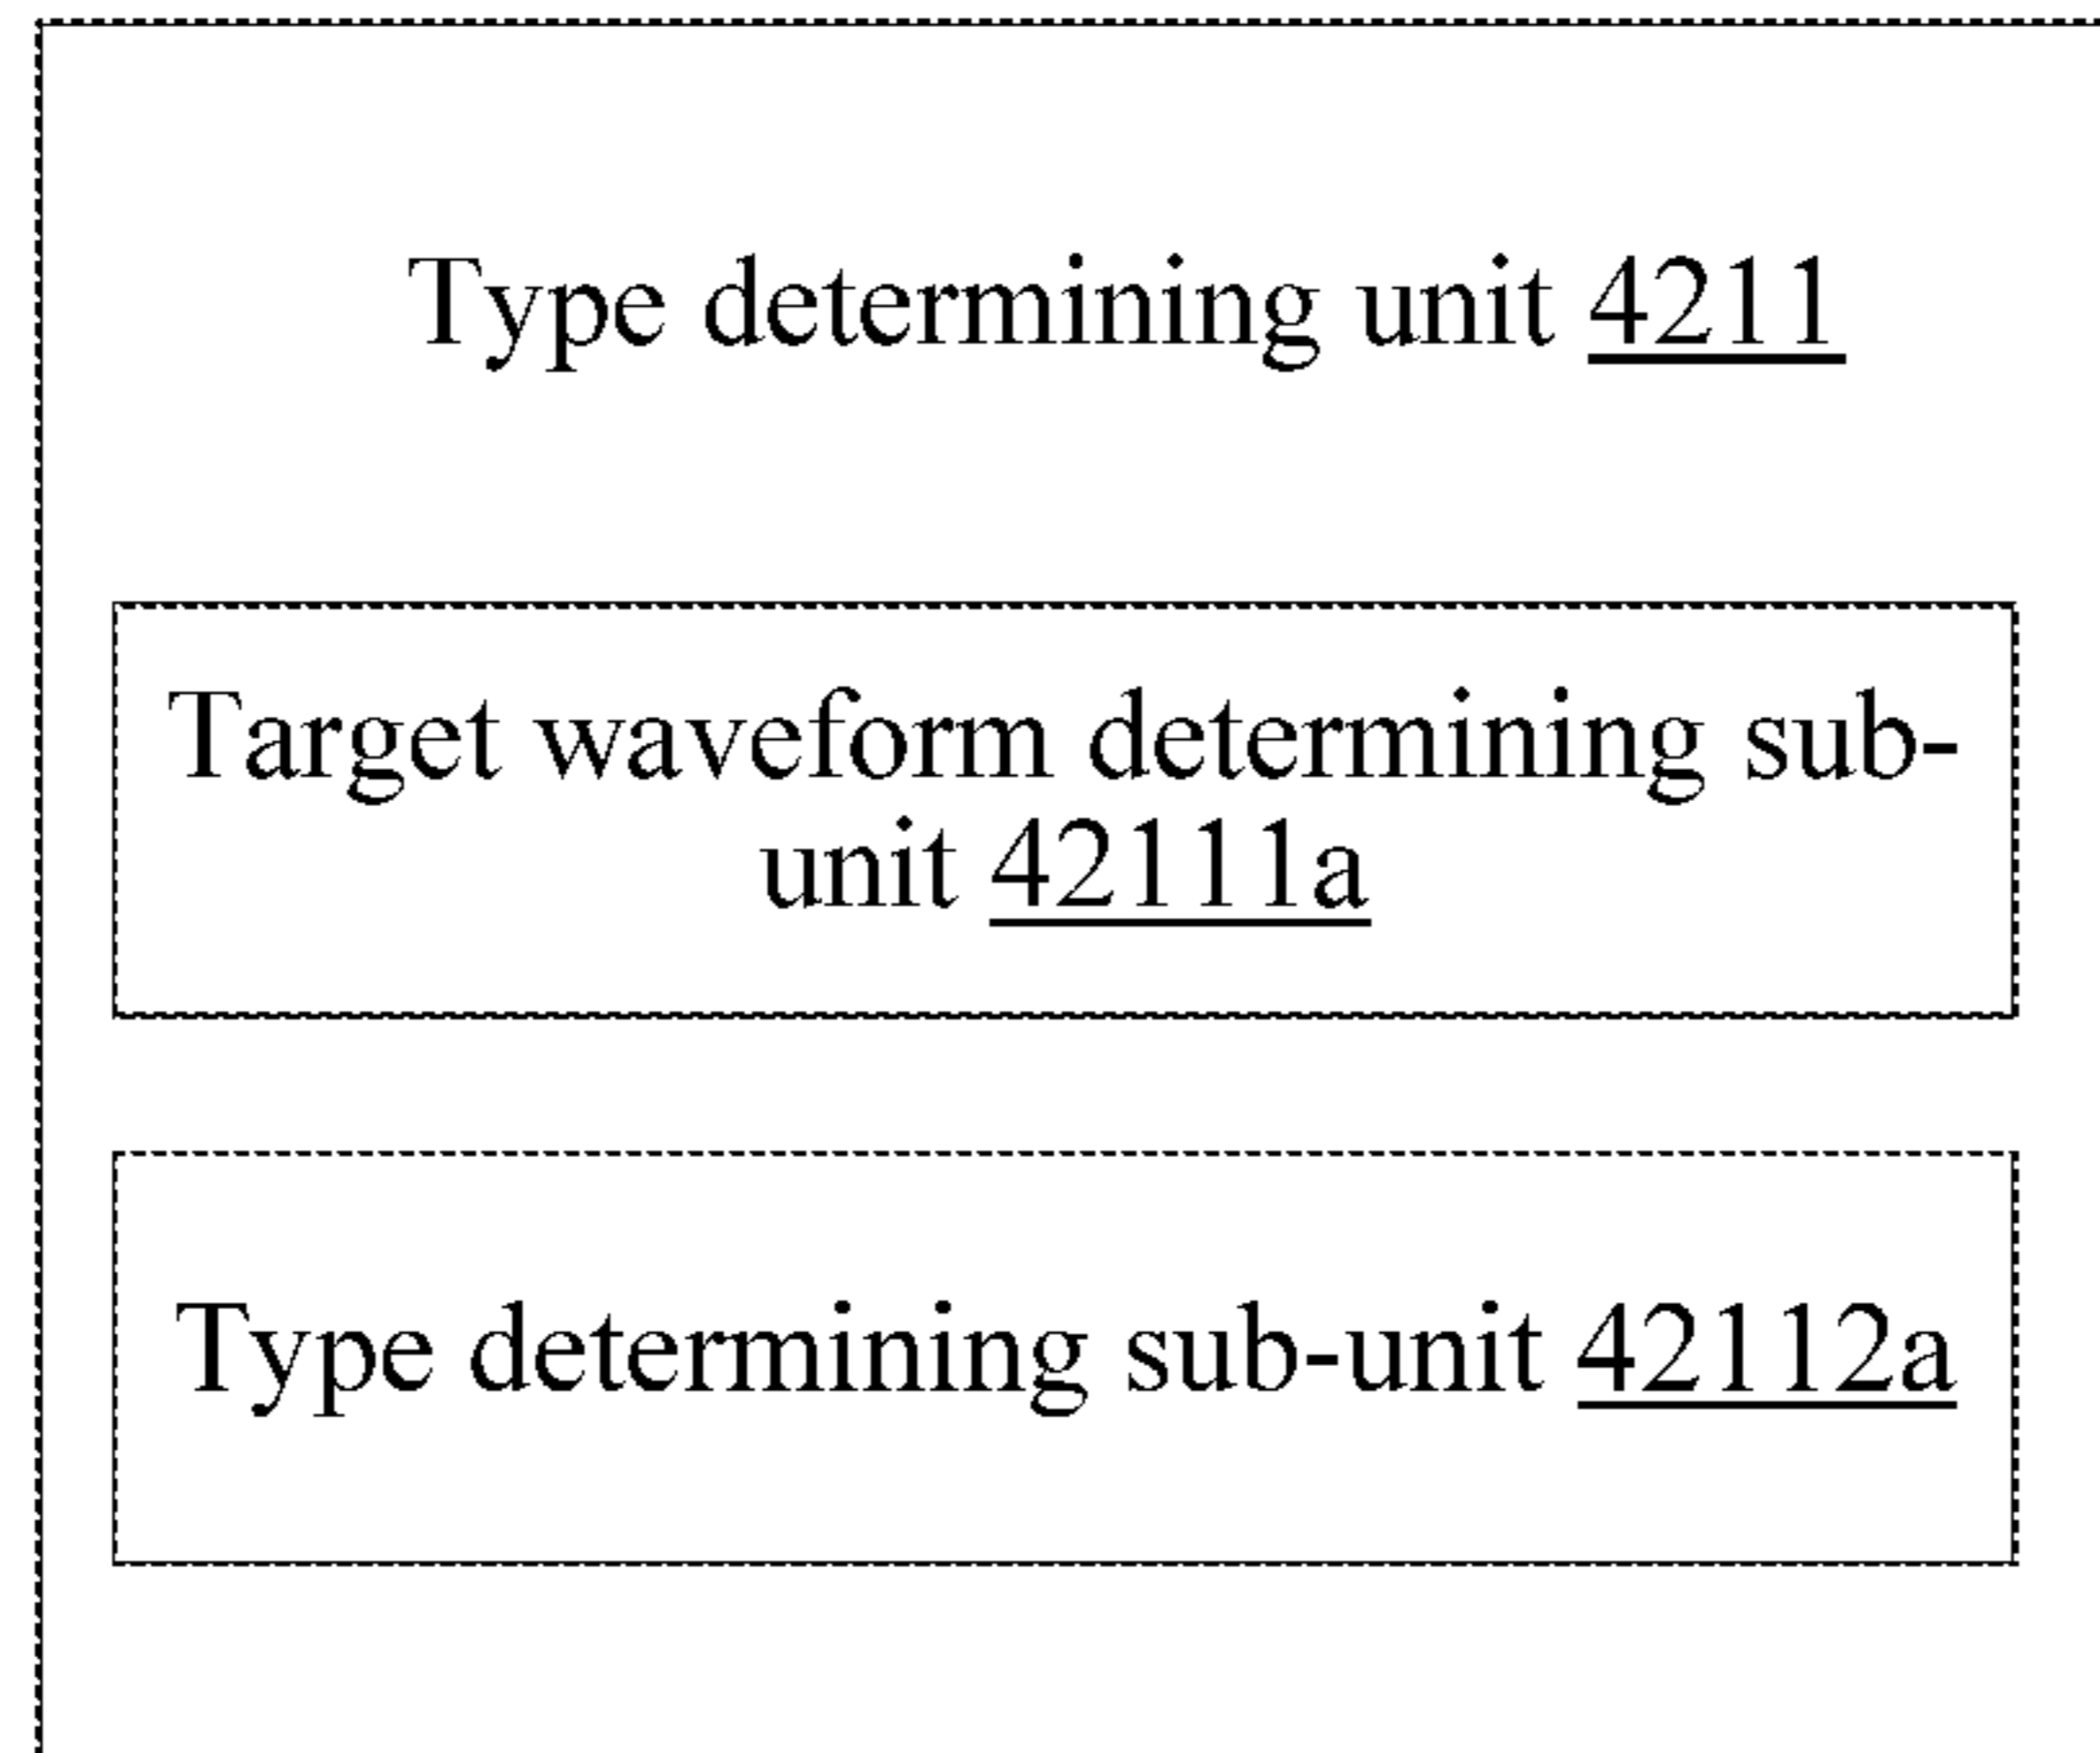 Type determining unit 4211
Target waveform determining sub-
unit 42111a
Type determining sub-unit 42112a